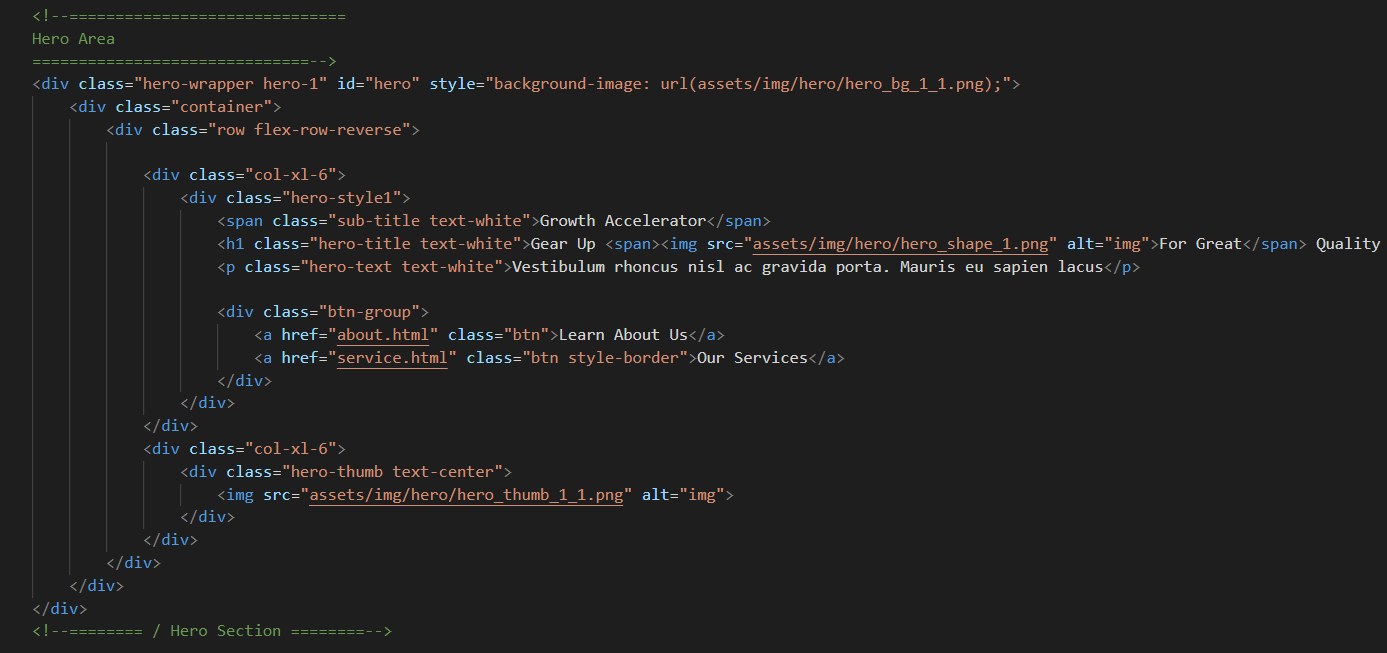 <!--==============================
Hero Area
==============================-->
<div class="hero-wrapper hero-1" id="hero" style="background-image: url(assets/img/hero/hero_bg_1_1.png);">
    <div class="container">
        <div class="row flex-row-reverse">

            <div class="col-xl-6">
                <div class="hero-style1">
                    <span class="sub-title text-white">Growth Accelerator</span>
                    <h1 class="hero-title text-white">Gear Up <span><img src="assets/img/hero/hero_shape_1.png" alt="img">For Great</span> Quality
                    <p class="hero-text text-white">Vestibulum rhoncus nisl ac gravida porta. Mauris eu sapien lacus</p>

                    <div class="btn-group">
                        <a href="about.html" class="btn">Learn About Us</a>
                        <a href="service.html" class="btn style-border">Our Services</a>
                    </div>
                </div>
            </div>
            <div class="col-xl-6">
                <div class="hero-thumb text-center">
                    <img src="assets/img/hero/hero_thumb_1_1.png" alt="img">
                </div>
            </div>
        </div>
    </div>
</div>
<!--======== / Hero Section ========-->